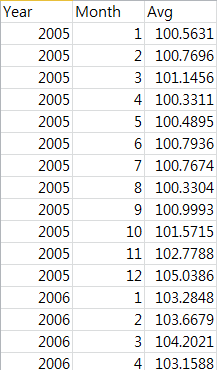 Year Month Avg
2005 1 100.5631
2005 2 100.7696
2005 3 101.1456
2005 4 100.3311
2005 5 100.4895
2005 6 100.7936
2005 7 100.7674
2005 8 100.3304
2005 9 100.9993
2005 10 101.5715
2005 11 102.7788
2005 12 105.0386
2006 1 103.2848
2006 2 103.6679
2006 3 104.2021
2006 4 103.1588